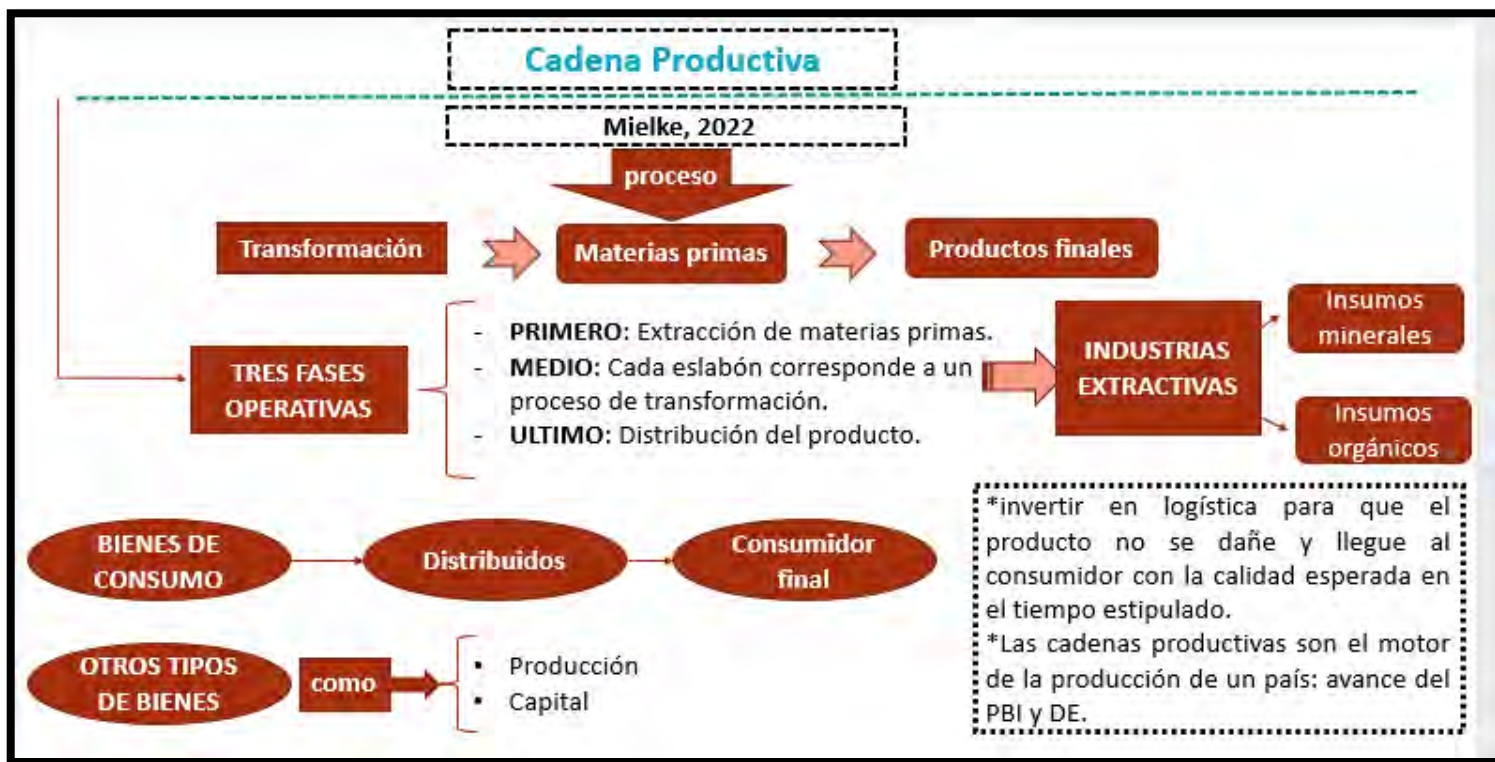 Cadena Productiva
Mielke, 2022
proceso
Transformación
Materias primas
Productos finales
TRES FASES
OPERATIVAS
- PRIMERO: Extracción de materias primas.
- MEDIO: Cada eslabón corresponde a un
proceso de transformación.
- ULTIMO: Distribución del producto.
INDUSTRIAS
EXTRACTIVAS
Insumos
minerales
Insumos
orgánicos
BIENES DE
CONSUMO
Distribuidos
Consumidor
final
OTROS TIPOS
DE BIENES
como
• Producción
• Capital
*invertir en logística para que el
producto no se dañe y llegue al
consumidor con la calidad esperada en
el tiempo estipulado.
*Las cadenas productivas son el motor
de la producción de un país: avance del
PBI y DE.